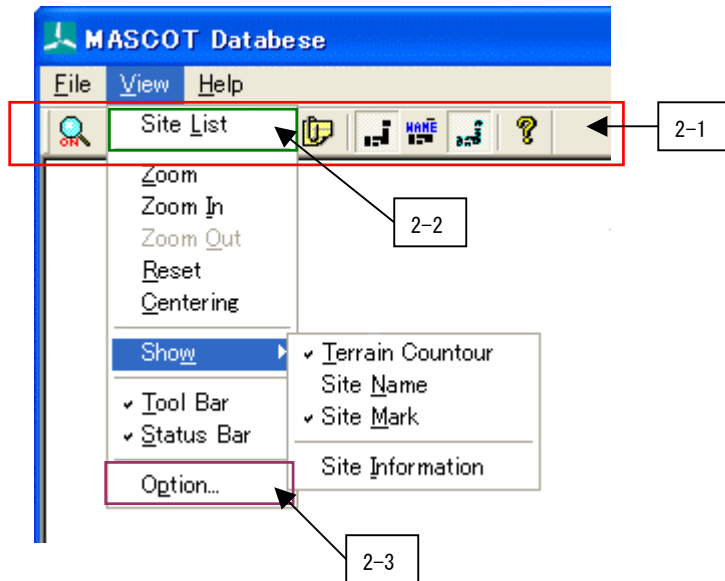 MASCOT Databese
File View Help
ON NAME ?
2-1
Site List
2-2
Zoom
Zoom In
Zoom Out
Reset
Centering
Show
Terrain Countour
Site Name
Site Mark
Site Information
Tool Bar
Status Bar
Option...
2-3